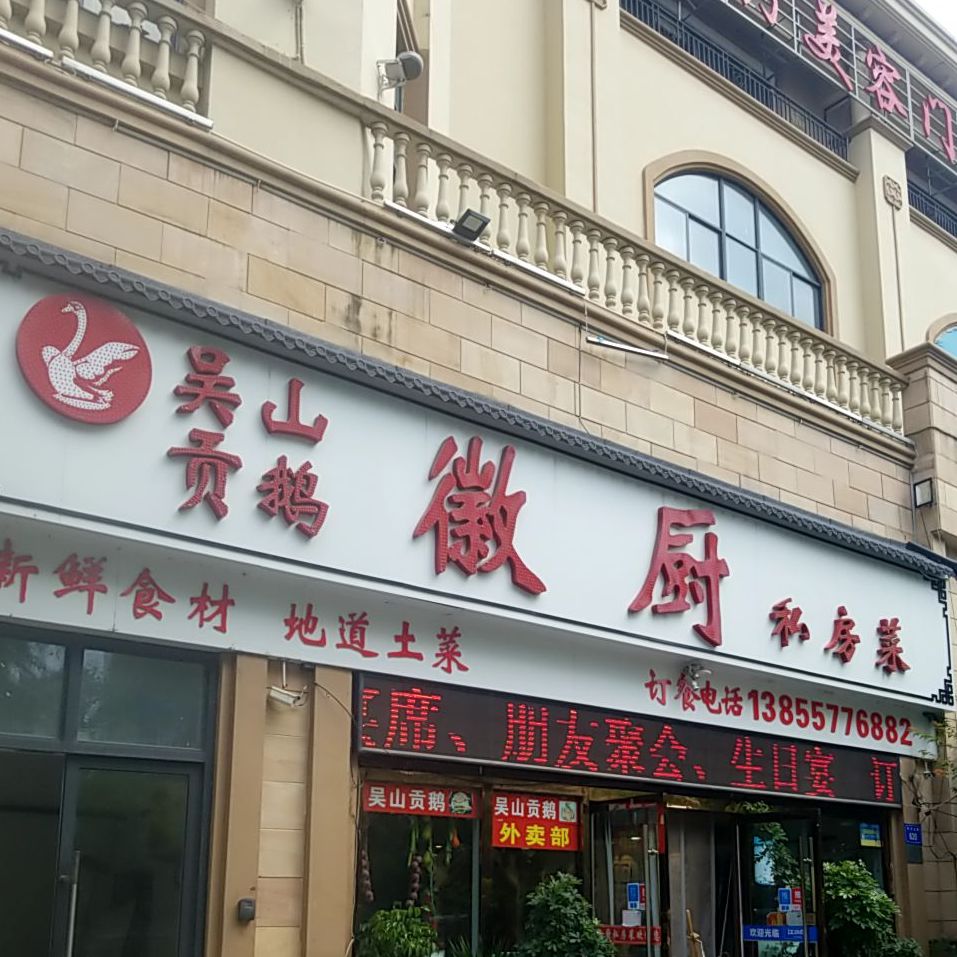 美容门
吴山
贡鹅
徽厨
私房菜
新鲜食材 地道土菜
订餐电话13855776882
席、朋友聚会、生日宴 订
吴山贡鹅
吴山贡鹅
外卖部
欢迎光临